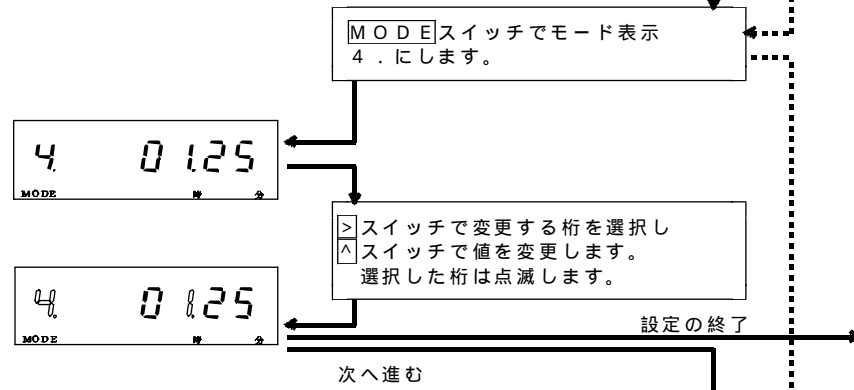 MODEスイッチでモード表示
4.にします。
4. 01.25
MODE 時 分
>スイッチで変更する桁を選択し
^スイッチで値を変更します。
選択した桁は点滅します。
4. 01.25
MODE 時 分
設定の終了
次へ進む